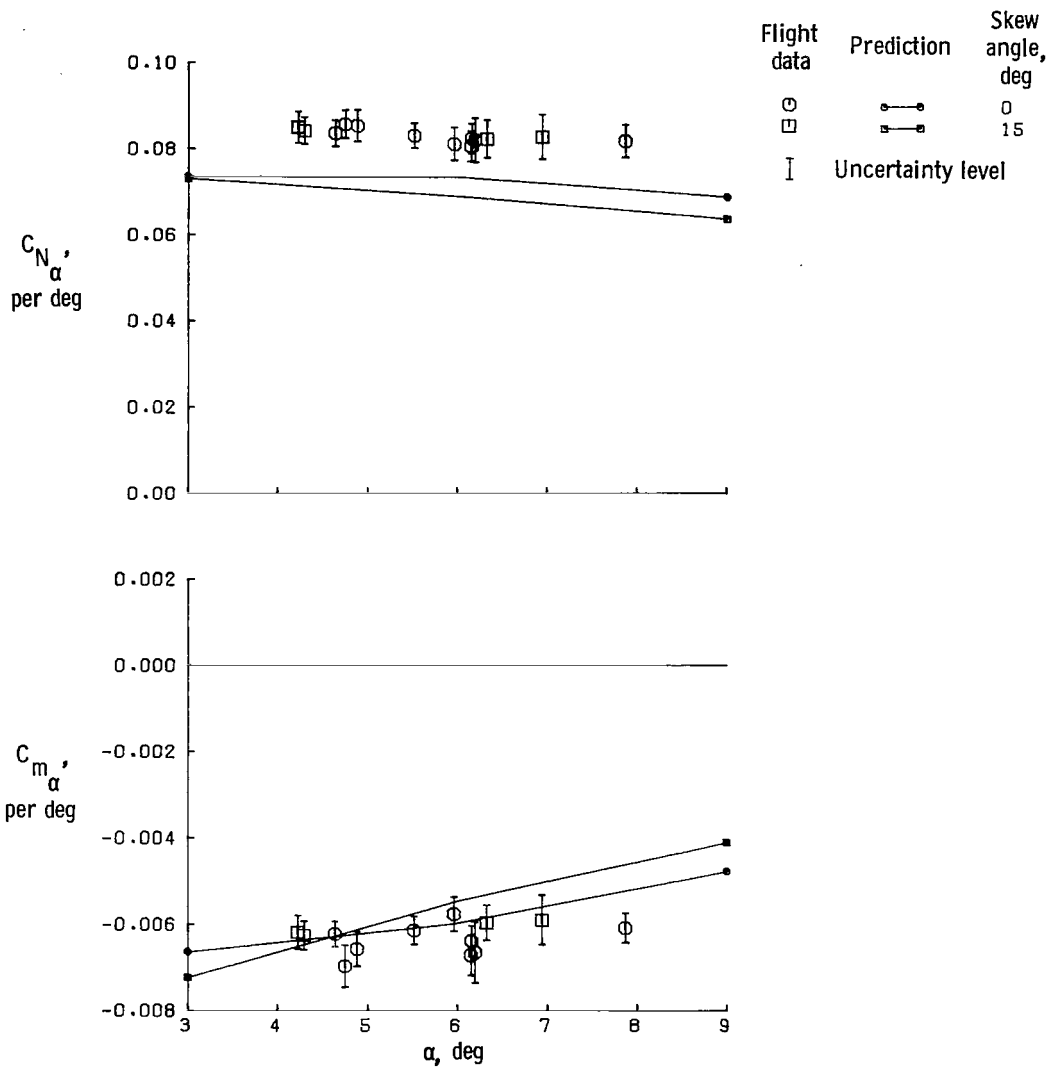 Flight data
Prediction
Skew angle, deg
0
15
Uncertainty level
0.10
0.08
0.06
0.04
0.02
0.00
C_N_α,
per deg
0.002
0.000
-0.002
-0.004
-0.006
-0.008
C_m_α,
per deg
3 4 5 6 7 8 9
α, deg